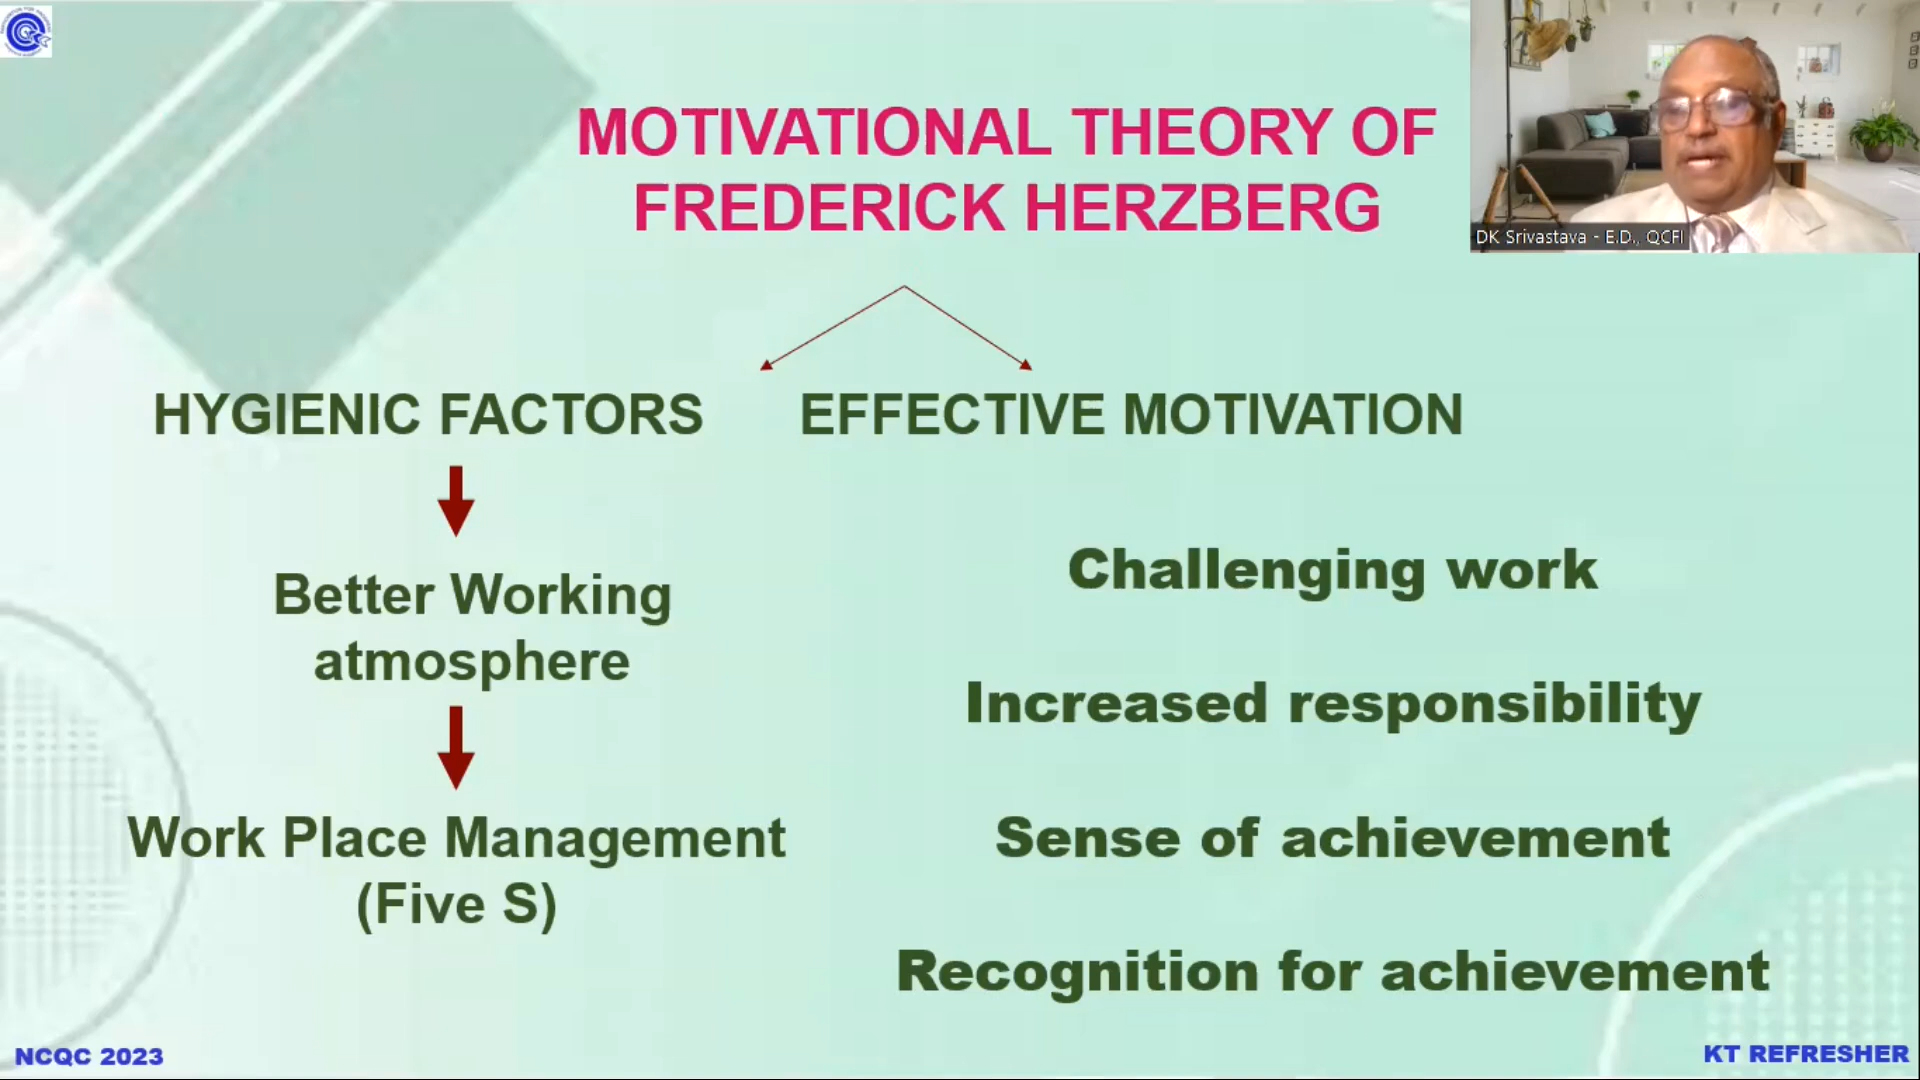 MOTIVATIONAL THEORY OF
FREDERICK HERZBERG
DK Srivastava - E.D., QCFI
HYGIENIC FACTORS
EFFECTIVE MOTIVATION
Better Working
atmosphere
Work Place Management
(Five S)
Challenging work
Increased responsibility
Sense of achievement
Recognition for achievement
NCQC 2023
KT REFRESHER